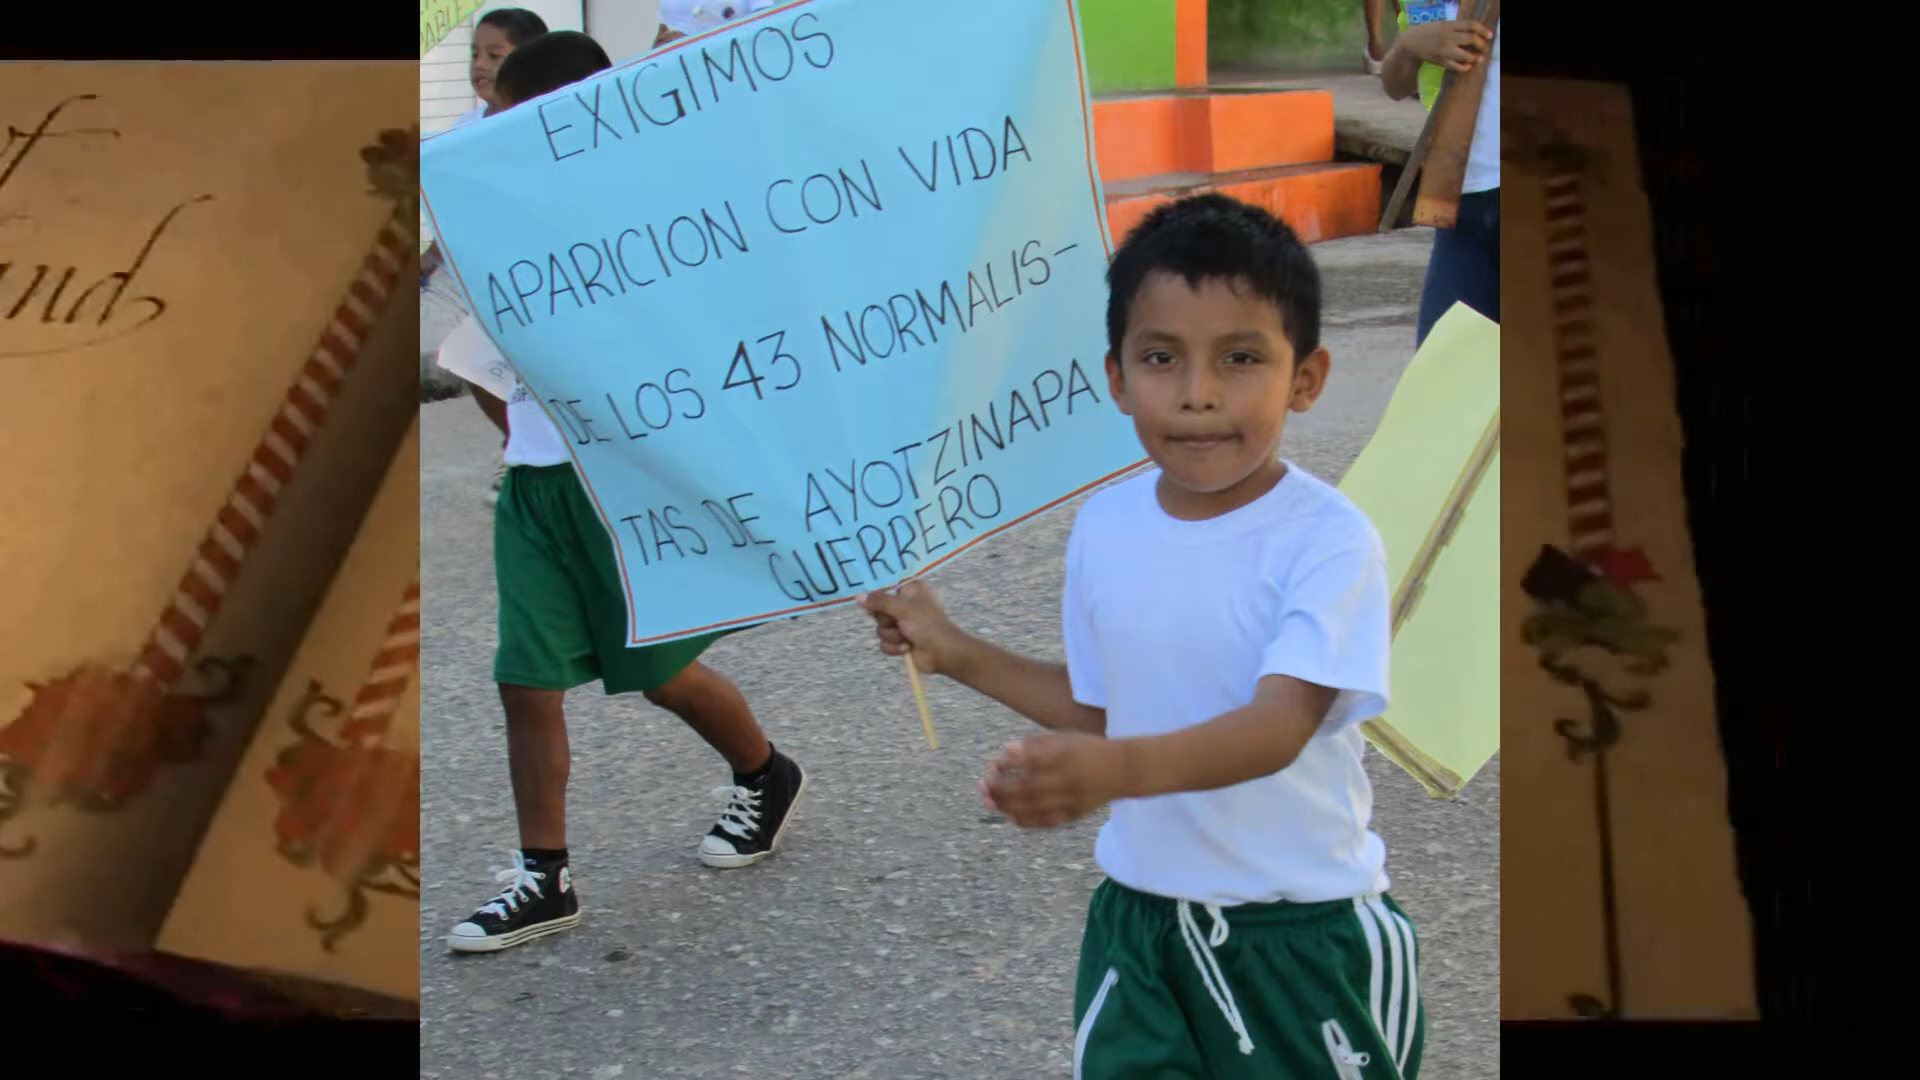 EXIGIMOS
APARICION CON VIDA
DE LOS 43 NORMALIS-
TAS DE AYOTZINAPA
GUERRERO